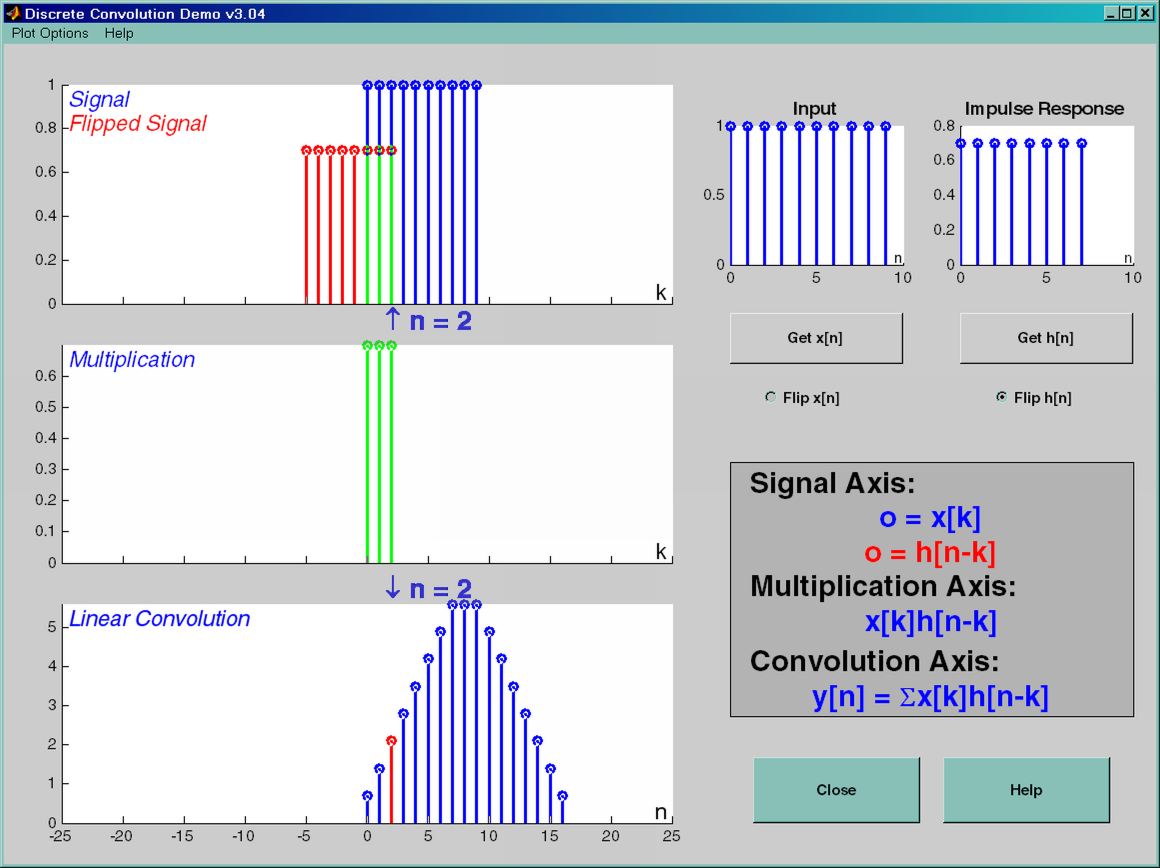 Discrete Convolution Demo v3.04
Plot Options Help
Signal
Flipped Signal
1
0.8
0.6
0.4
0.2
0
k
↑ n = 2
Multiplication
0.6
0.5
0.4
0.3
0.2
0.1
0
k
↓ n = 2
Linear Convolution
5
4
3
2
1
0
n
-25 -20 -15 -10 -5 0 5 10 15 20 25
Input
1
0.5
0
n
0 5 10
Impulse Response
0.8
0.6
0.4
0.2
0
n
0 5 10
Get x[n]
Get h[n]
Flip x[n]
Flip h[n]
Signal Axis:
o = x[k]
o = h[n-k]
Multiplication Axis:
x[k]h[n-k]
Convolution Axis:
y[n] = Σx[k]h[n-k]
Close
Help